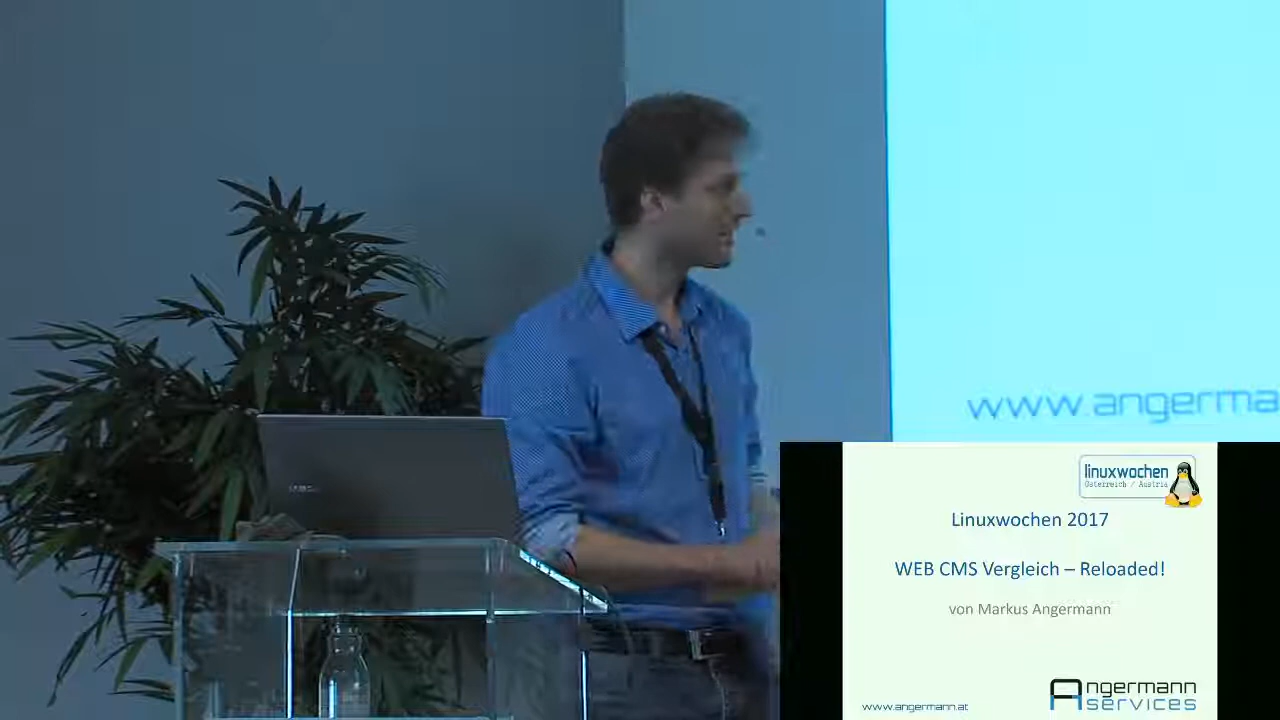 www.angerma
linuxwochen
Österreich / Austria
Linuxwochen 2017
WEB CMS Vergleich – Reloaded!
von Markus Angermann
www.angermann.at
Angermann
services